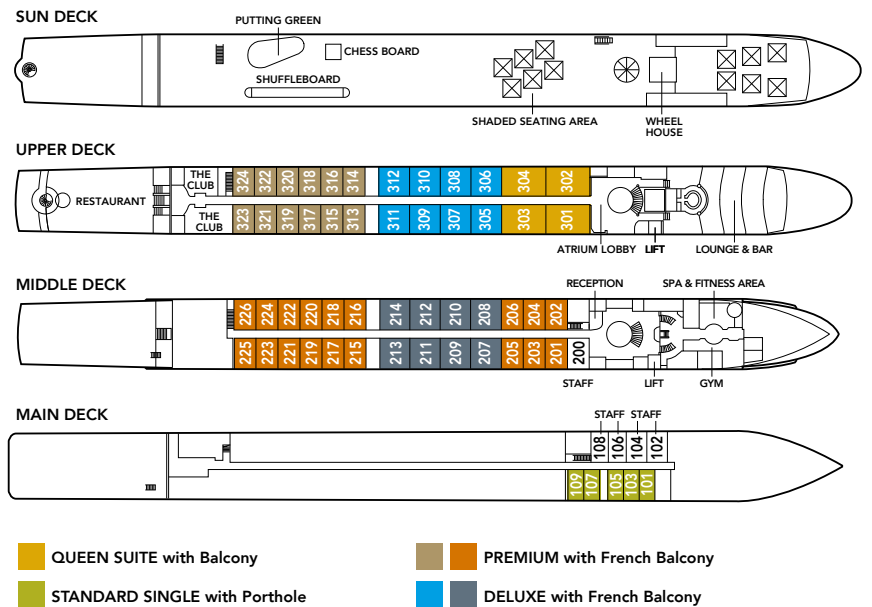 SUN DECK
PUTTING GREEN
CHESS BOARD
SHUFFLEBOARD
SHADED SEATING AREA
WHEEL
HOUSE
UPPER DECK
RESTAURANT
THE
CLUB
324 322 320 318 316 314 312 310 308 306 304 302
THE
CLUB
323 321 319 317 315 313 311 309 307 305 303 301
ATRIUM LOBBY
LIFT
LOUNGE & BAR
MIDDLE DECK
RECEPTION
SPA & FITNESS AREA
226 224 222 220 218 216 214 212 210 208 206 204 202
225 223 221 219 217 215 213 211 209 207 205 203 201 200
STAFF
LIFT
GYM
MAIN DECK
STAFF STAFF
108 106 104 102
109 107 105 103 101
QUEEN SUITE with Balcony
PREMIUM with French Balcony
STANDARD SINGLE with Porthole
DELUXE with French Balcony